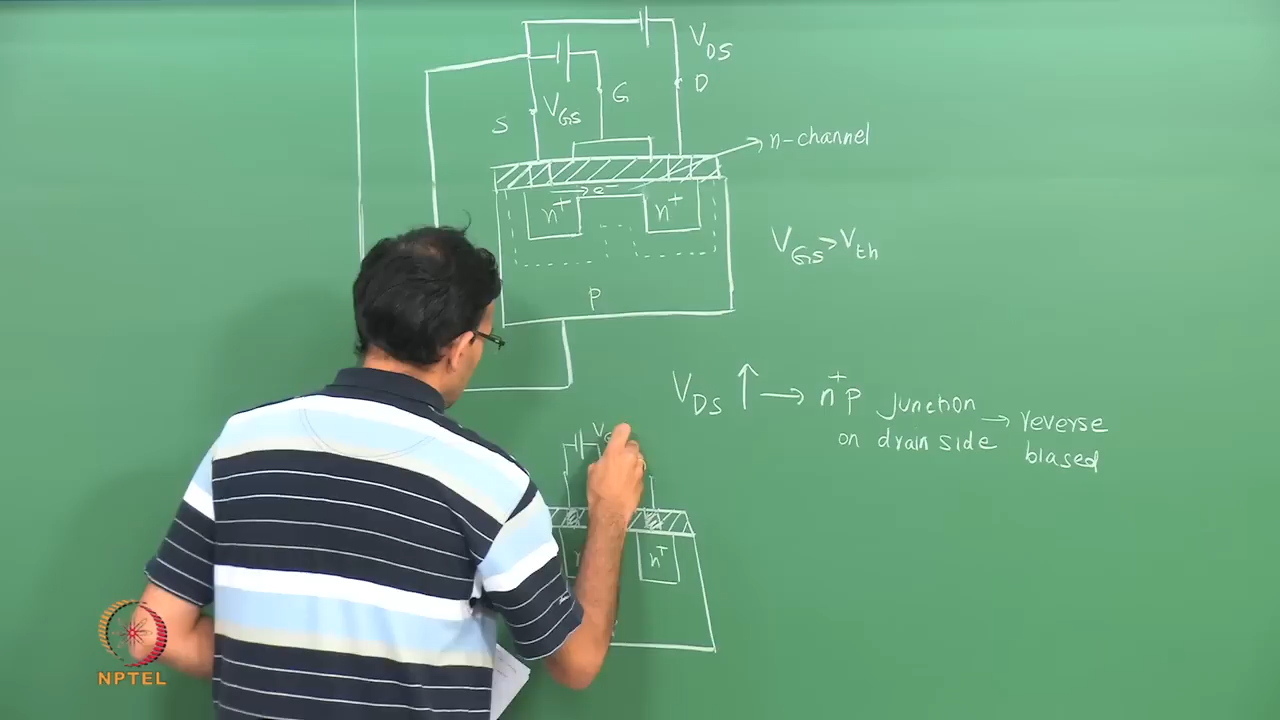 V_DS
D
G
V_GS
S
n-channel
e⁻
n⁺ n⁺
V_GS > V_th
P
V_DS ↑ → n⁺p junction → reverse
on drain side biased
n⁺
NPTEL